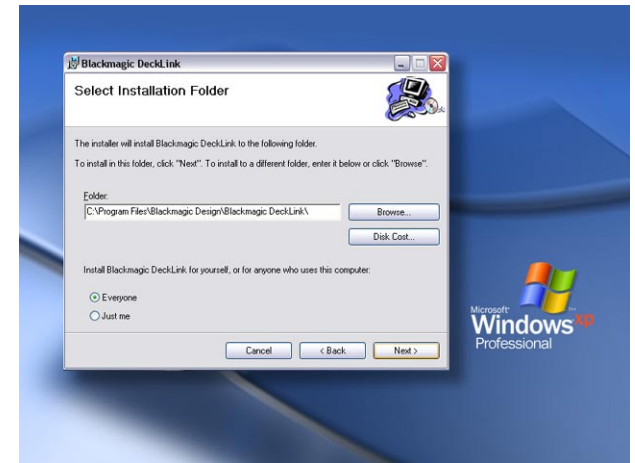 Blackmagic DeckLink
Select Installation Folder
The installer will install Blackmagic DeckLink to the following folder.
To install in this folder, click "Next". To install to a different folder, enter it below or click "Browse".
Folder:
C:\Program Files\Blackmagic Design\Blackmagic DeckLink\
Browse...
Disk Cost...
Install Blackmagic DeckLink for yourself, or for anyone who uses this computer:
Everyone
Just me
Cancel
< Back
Next >
Microsoft
Windows xp
Professional